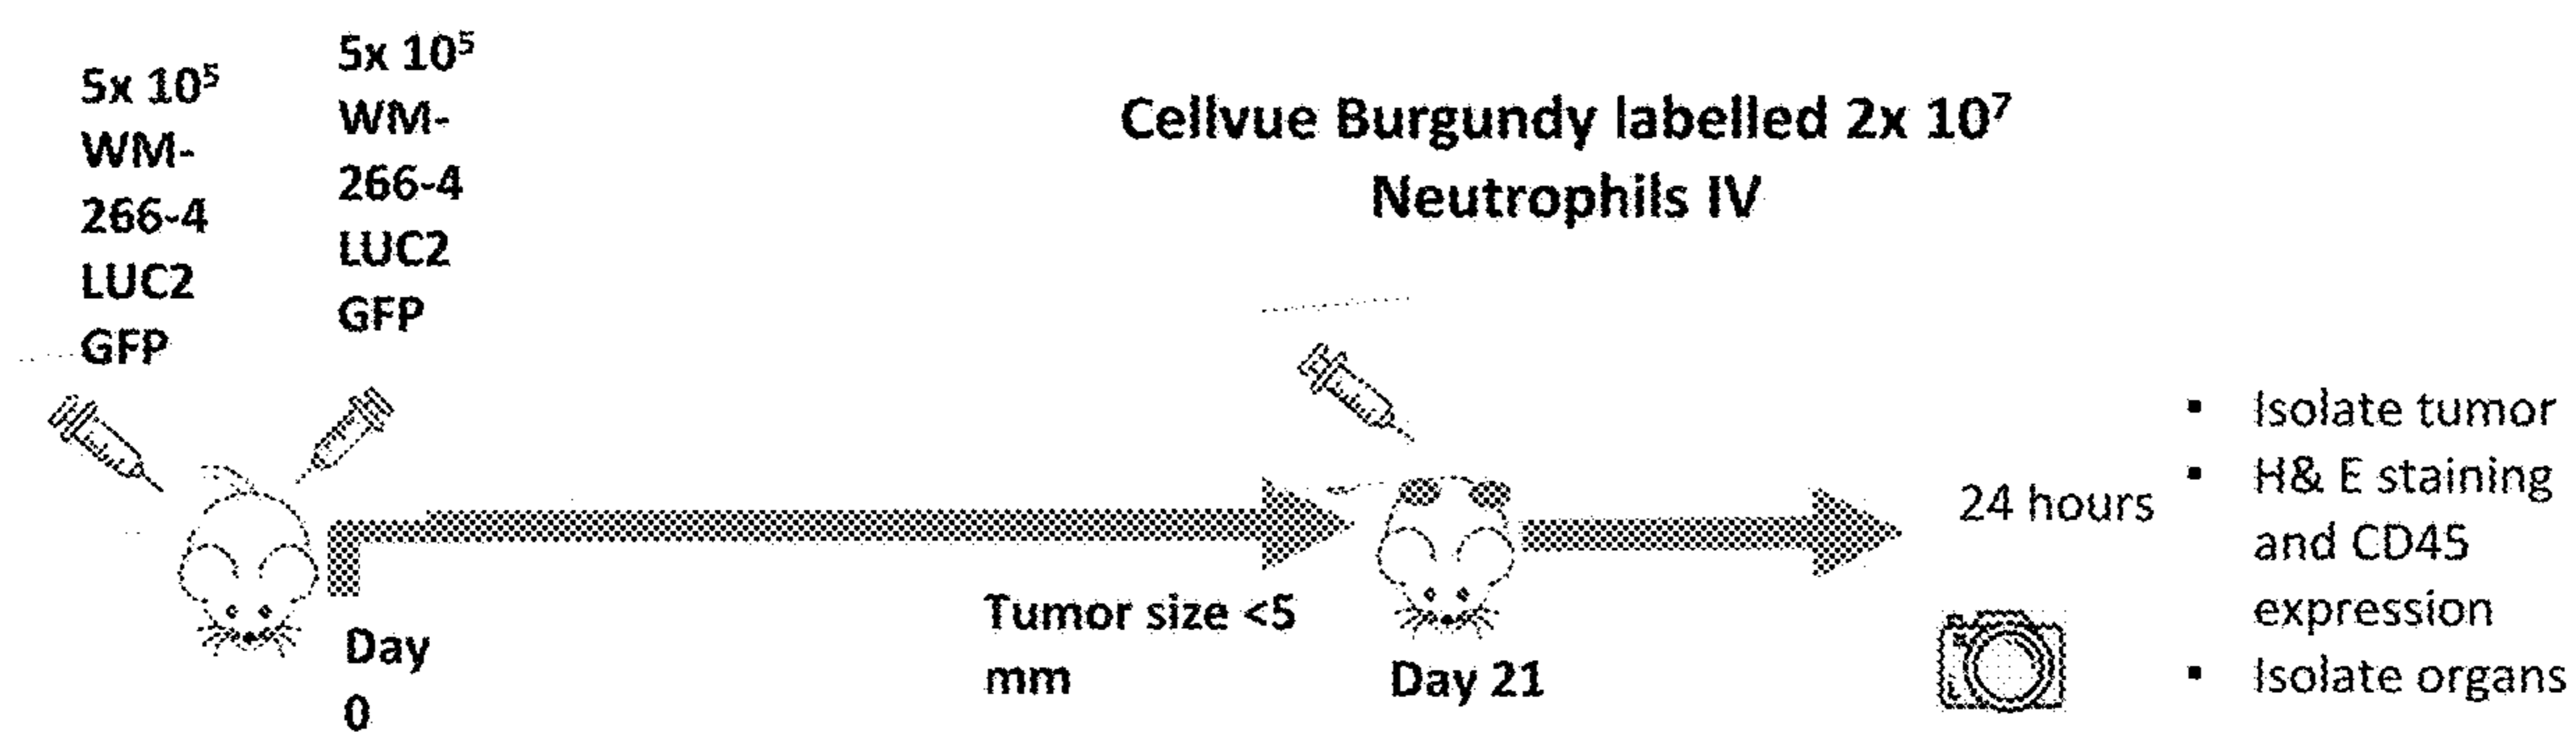 5x 10⁵
WM-
266-4
LUC2
GFP
5x 10⁵
WM-
266-4
LUC2
GFP
Cellvue Burgundy labelled 2x 10⁷
Neutrophils IV
Day
0
Tumor size <5
mm
Day 21
24 hours
▪ Isolate tumor
▪ H& E staining
and CD45
expression
▪ Isolate organs